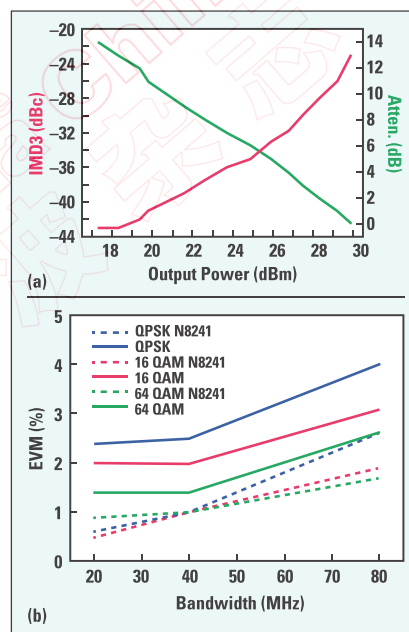 –20
–24
–28
–32
–36
–40
–44
IMD3 (dBc)
14
12
10
8
6
4
2
0
Atten. (dB)
18 20 22 24 26 28 30
Output Power (dBm)
(a)
5
4
3
2
1
0
EVM (%)
QPSK N8241
QPSK
16 QAM N8241
16 QAM
64 QAM N8241
64 QAM
20 30 40 50 60 70 80
Bandwidth (MHz)
(b)